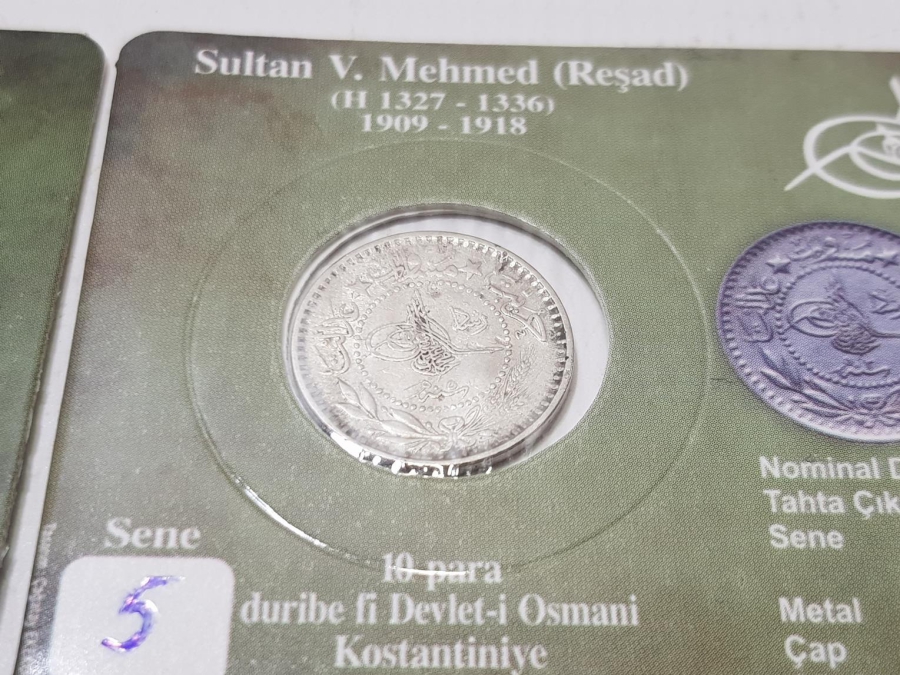 Sultan V. Mehmed (Reşad)
(H 1327 - 1336)
1909 - 1918
Sene
5
10 para
duribe fi Devlet-i Osmani
Kostantiniye
Nominal D
Tahta Çık
Sene
Metal
Çap